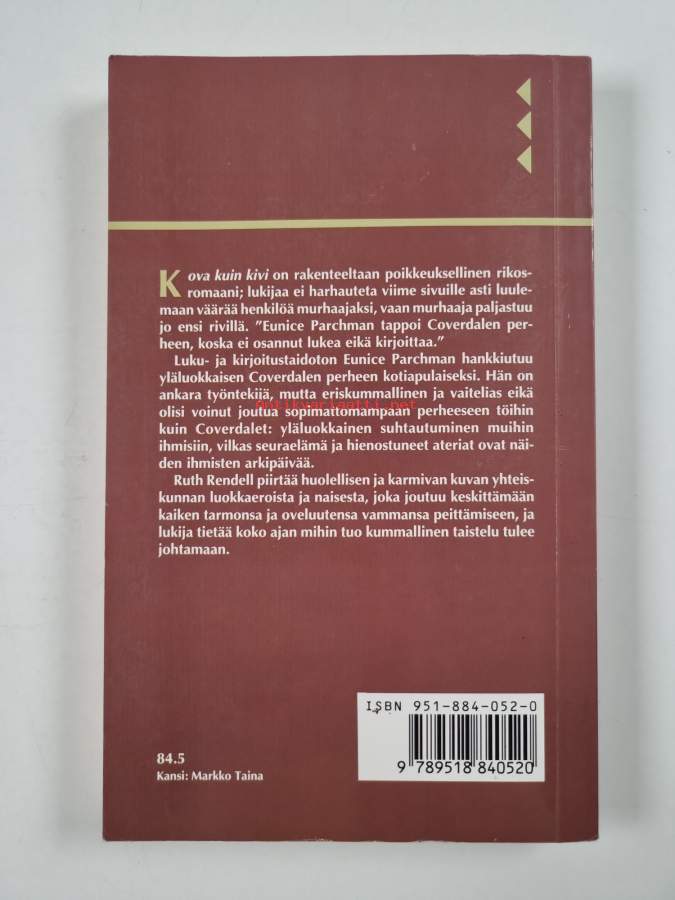 Kova kuin kivi on rakenteeltaan poikkeuksellinen rikos-
romaani; lukijaa ei harhauteta viime sivuille asti luule-
maan väärää henkilöä murhaajaksi, vaan murhaaja paljastuu
jo ensi rivillä. ”Eunice Parchman tappoi Coverdalen per-
heen, koska ei osannut lukea eikä kirjoittaa.”
Luku- ja kirjoitustaidoton Eunice Parchman hankkiutuu
yläluokkaisen Coverdalen perheen kotiapulaiseksi. Hän on
ankara työntekijä, mutta eriskummallinen ja vaitelias eikä
olisi voinut joutua sopimattomampaan perheeseen töihin
kuin Coverdalet: yläluokkainen suhtautuminen muihin
ihmisiin, vilkas seuraelämä ja hienostuneet ateriat ovat näi-
den ihmisten arkipäivää.
Ruth Rendell piirtää huolellisen ja karmivan kuvan yhteis-
kunnan luokkaeroista ja naisesta, joka joutuu keskittämään
kaiken tarmonsa ja oveluutensa vammansa peittämiseen, ja
lukija tietää koko ajan mihin tuo kummallinen taistelu tulee
johtamaan.
ISBN 951-884-052-0
9 789518 840520
84.5
Kansi: Markko Taina
antikvariaatti.net